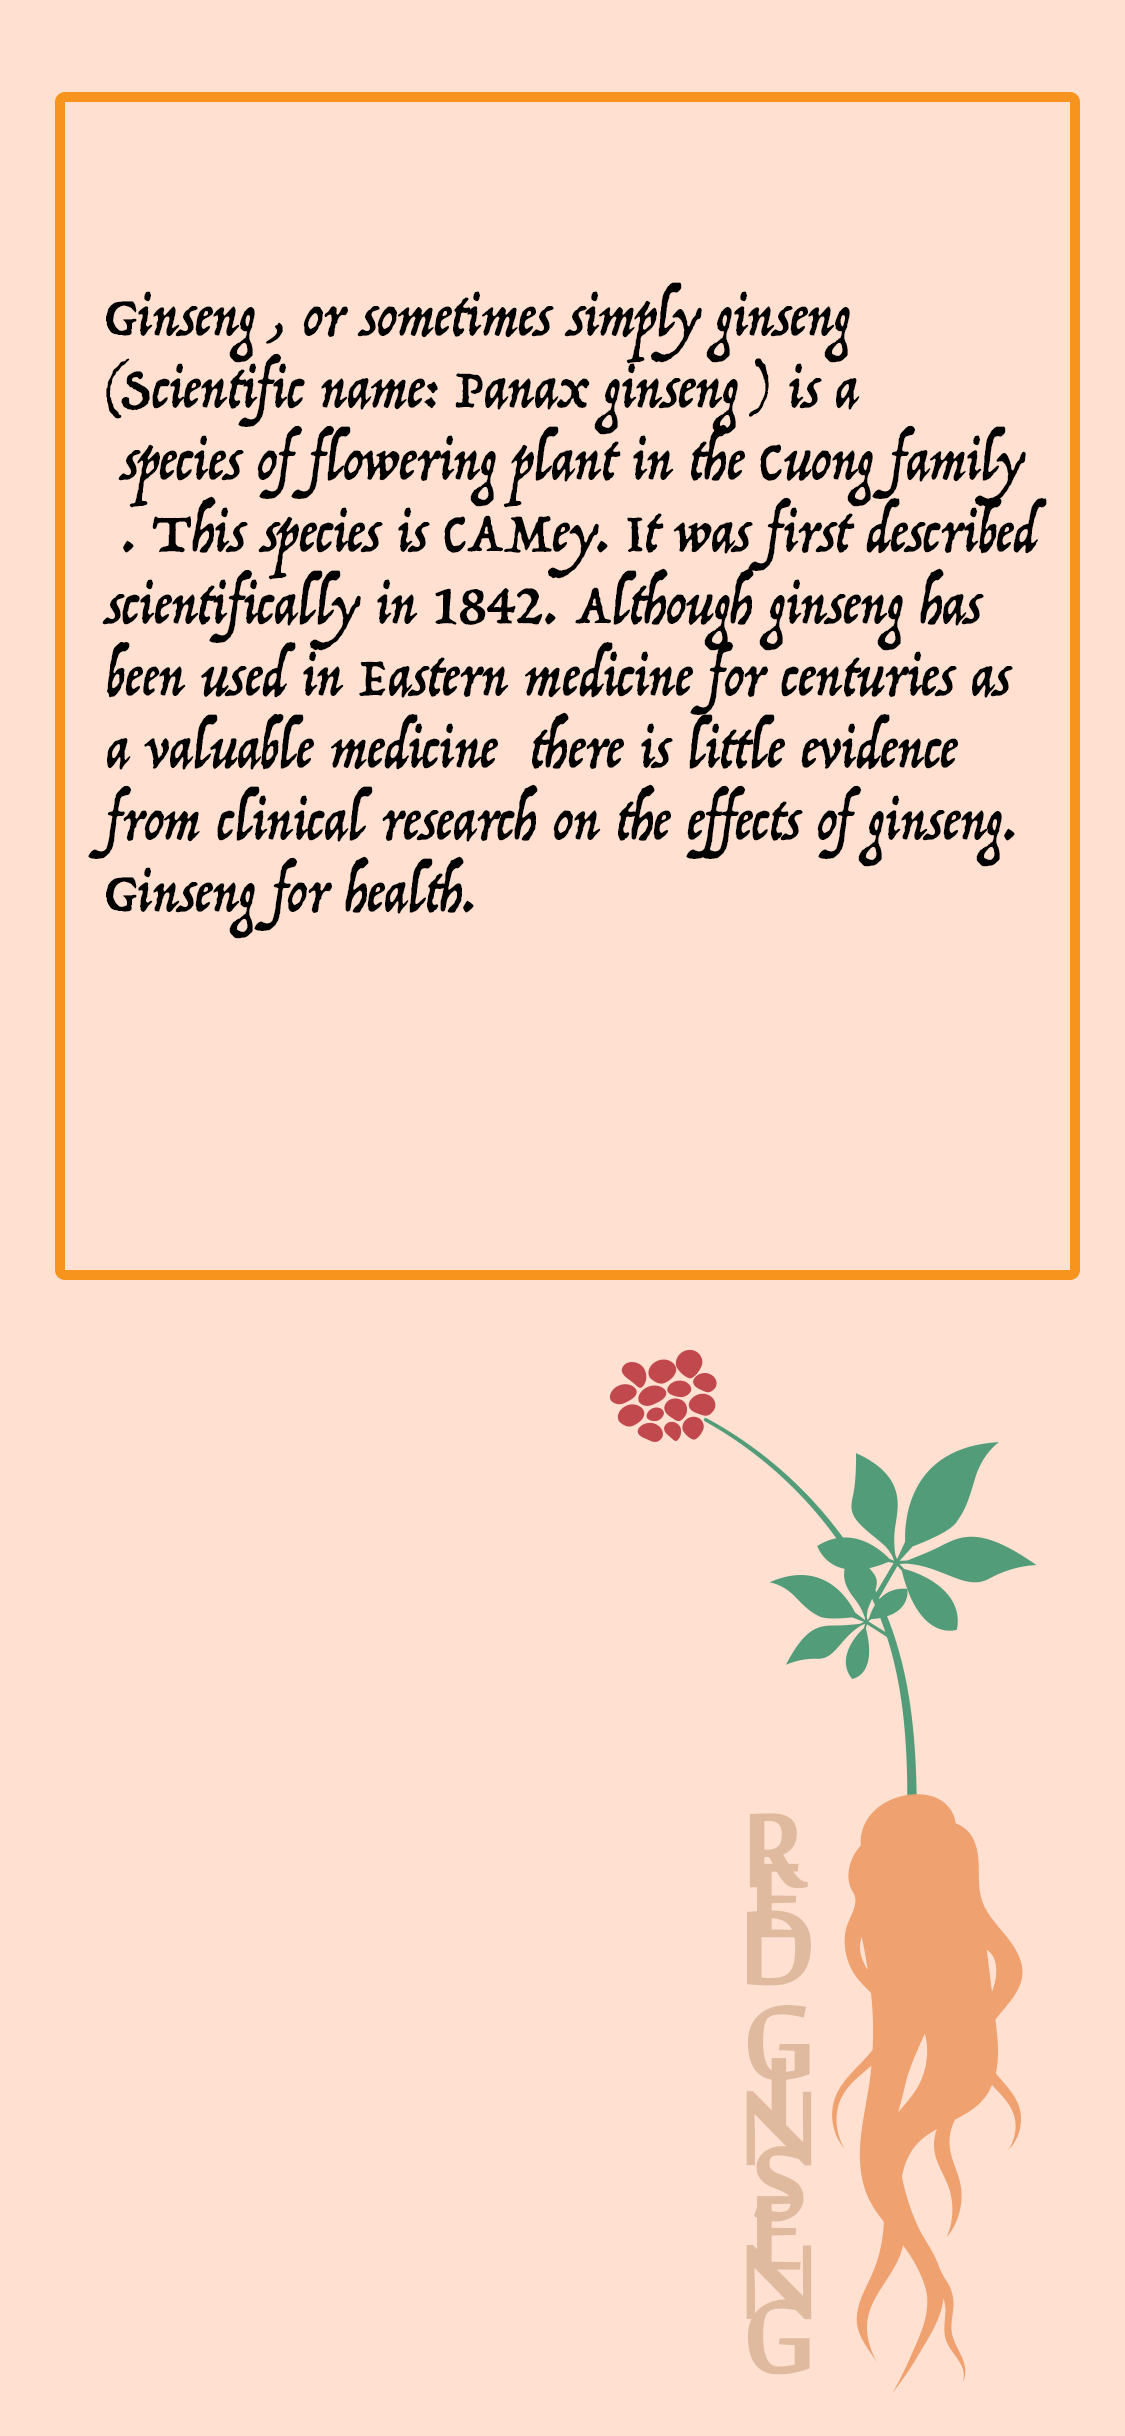 Ginseng , or sometimes simply ginseng
(Scientific name: Panax ginseng ) is a
species of flowering plant in the Cuong family
. This species is CAMey. It was first described
scientifically in 1842. Although ginseng has
been used in Eastern medicine for centuries as
a valuable medicine there is little evidence
from clinical research on the effects of ginseng.
Ginseng for health.
RED GINSENG